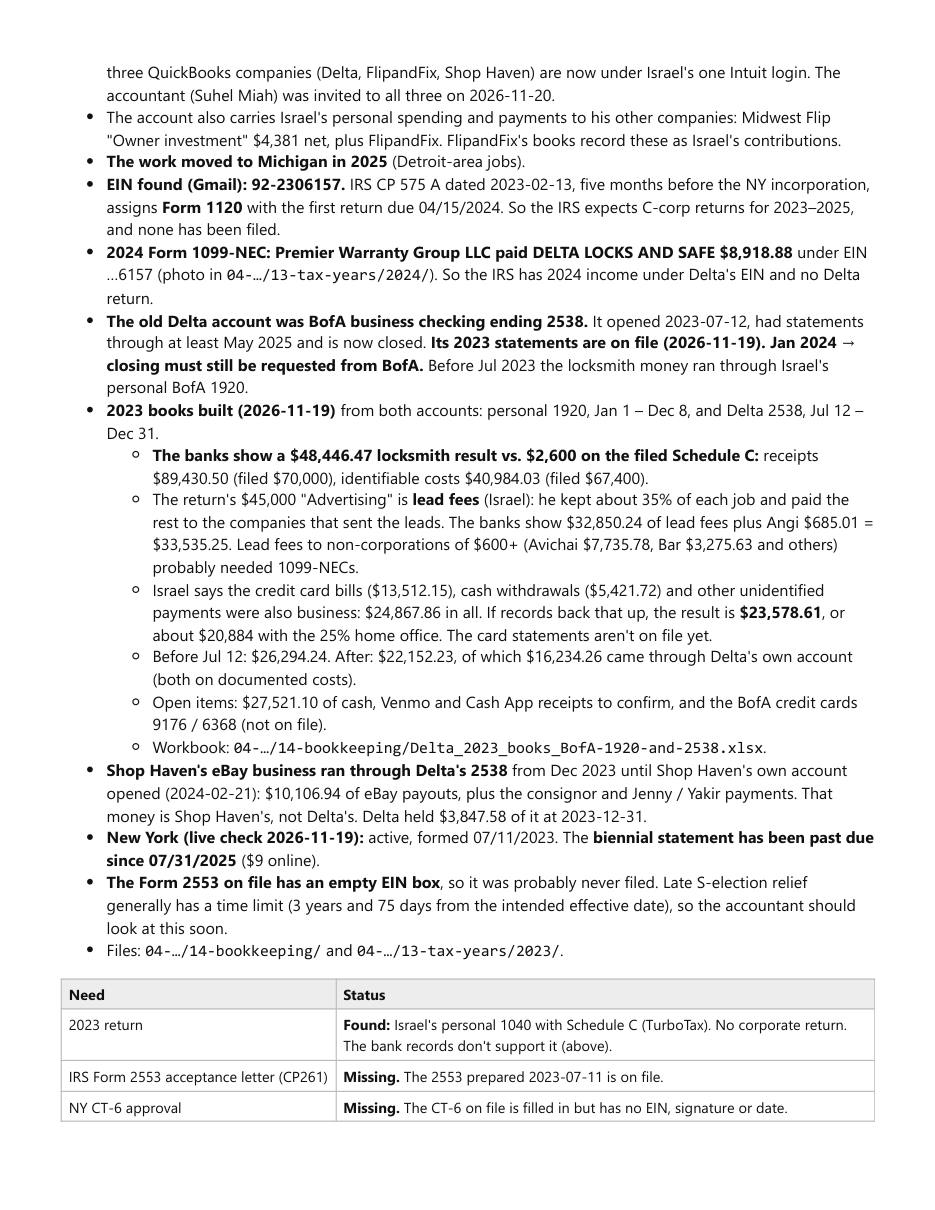 three QuickBooks companies (Delta, FlipandFix, Shop Haven) are now under Israel's one Intuit login. The
accountant (Suhel Miah) was invited to all three on 2026-11-20.
• The account also carries Israel's personal spending and payments to his other companies: Midwest Flip
"Owner investment" $4,381 net, plus FlipandFix. FlipandFix's books record these as Israel's contributions.
• The work moved to Michigan in 2025 (Detroit-area jobs).
• EIN found (Gmail): 92-2306157. IRS CP 575 A dated 2023-02-13, five months before the NY incorporation,
assigns Form 1120 with the first return due 04/15/2024. So the IRS expects C-corp returns for 2023–2025,
and none has been filed.
• 2024 Form 1099-NEC: Premier Warranty Group LLC paid DELTA LOCKS AND SAFE $8,918.88 under EIN
…6157 (photo in 04-…/13-tax-years/2024/). So the IRS has 2024 income under Delta's EIN and no Delta
return.
• The old Delta account was BofA business checking ending 2538. It opened 2023-07-12, had statements
through at least May 2025 and is now closed. Its 2023 statements are on file (2026-11-19). Jan 2024 →
closing must still be requested from BofA. Before Jul 2023 the locksmith money ran through Israel's
personal BofA 1920.
• 2023 books built (2026-11-19) from both accounts: personal 1920, Jan 1 – Dec 8, and Delta 2538, Jul 12 –
Dec 31.
○ The banks show a $48,446.47 locksmith result vs. $2,600 on the filed Schedule C: receipts
$89,430.50 (filed $70,000), identifiable costs $40,984.03 (filed $67,400).
○ The return's $45,000 "Advertising" is lead fees (Israel): he kept about 35% of each job and paid the
rest to the companies that sent the leads. The banks show $32,850.24 of lead fees plus Angi $685.01 =
$33,535.25. Lead fees to non-corporations of $600+ (Avichai $7,735.78, Bar $3,275.63 and others)
probably needed 1099-NECs.
○ Israel says the credit card bills ($13,512.15), cash withdrawals ($5,421.72) and other unidentified
payments were also business: $24,867.86 in all. If records back that up, the result is $23,578.61, or
about $20,884 with the 25% home office. The card statements aren't on file yet.
○ Before Jul 12: $26,294.24. After: $22,152.23, of which $16,234.26 came through Delta's own account
(both on documented costs).
○ Open items: $27,521.10 of cash, Venmo and Cash App receipts to confirm, and the BofA credit cards
9176 / 6368 (not on file).
○ Workbook: 04-…/14-bookkeeping/Delta_2023_books_BofA-1920-and-2538.xlsx.
• Shop Haven's eBay business ran through Delta's 2538 from Dec 2023 until Shop Haven's own account
opened (2024-02-21): $10,106.94 of eBay payouts, plus the consignor and Jenny / Yakir payments. That
money is Shop Haven's, not Delta's. Delta held $3,847.58 of it at 2023-12-31.
• New York (live check 2026-11-19): active, formed 07/11/2023. The biennial statement has been past due
since 07/31/2025 ($9 online).
• The Form 2553 on file has an empty EIN box, so it was probably never filed. Late S-election relief
generally has a time limit (3 years and 75 days from the intended effective date), so the accountant should
look at this soon.
• Files: 04-…/14-bookkeeping/ and 04-…/13-tax-years/2023/.
Need Status
2023 return Found: Israel's personal 1040 with Schedule C (TurboTax). No corporate return.
The bank records don't support it (above).
IRS Form 2553 acceptance letter (CP261) Missing. The 2553 prepared 2023-07-11 is on file.
NY CT-6 approval Missing. The CT-6 on file is filled in but has no EIN, signature or date.